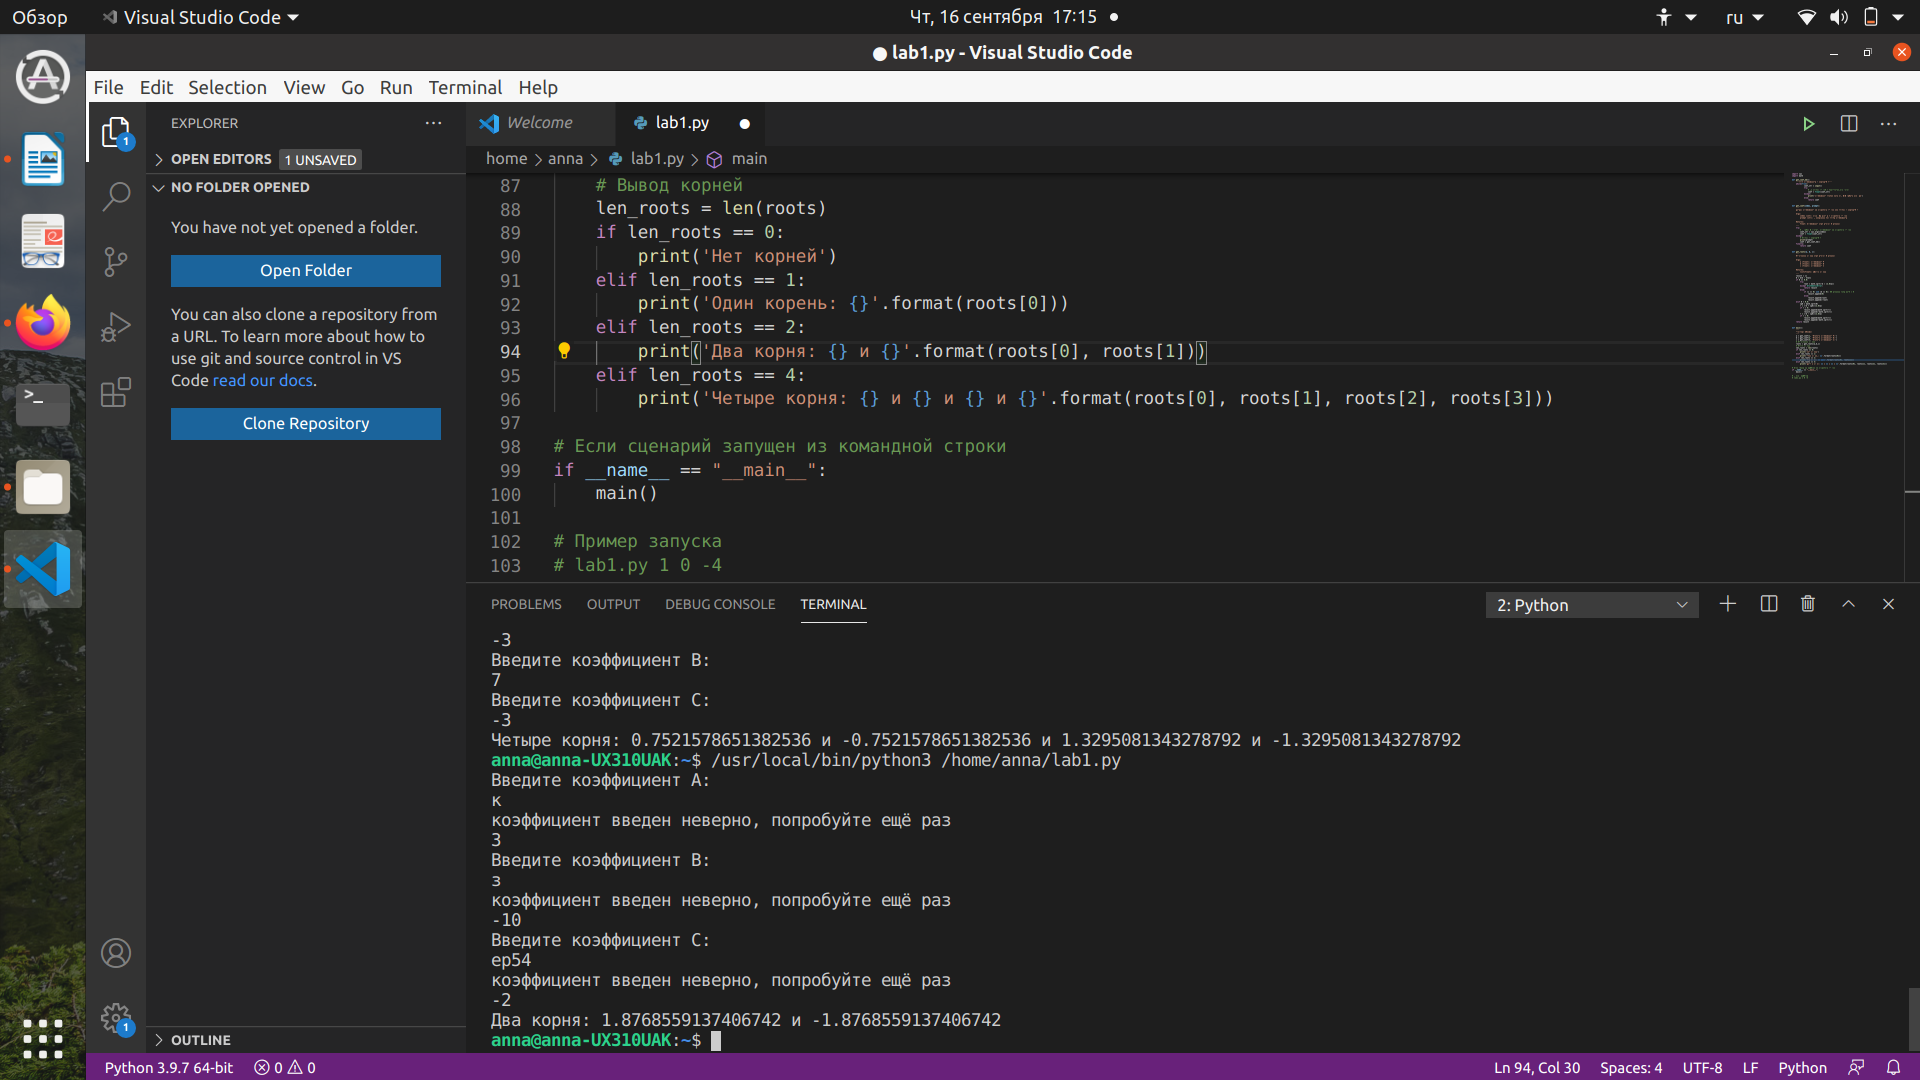 Обзор
Visual Studio Code
Чт, 16 сентября 17:15
ru
lab1.py - Visual Studio Code
File Edit Selection View Go Run Terminal Help
EXPLORER
OPEN EDITORS 1 UNSAVED
NO FOLDER OPENED
You have not yet opened a folder.
Open Folder
You can also clone a repository from
a URL. To learn more about how to
use git and source control in VS
Code read our docs.
Clone Repository
OUTLINE
Welcome
lab1.py
home > anna > lab1.py > main
87 # Вывод корней
88 len_roots = len(roots)
89 if len_roots == 0:
90 print('Нет корней')
91 elif len_roots == 1:
92 print('Один корень: {}'.format(roots[0]))
93 elif len_roots == 2:
94 print('Два корня: {} и {}'.format(roots[0], roots[1]))
95 elif len_roots == 4:
96 print('Четыре корня: {} и {} и {} и {}'.format(roots[0], roots[1], roots[2], roots[3]))
97
98 # Если сценарий запущен из командной строки
99 if __name__ == "__main__":
100 main()
101
102 # Пример запуска
103 # lab1.py 1 0 -4
PROBLEMS OUTPUT DEBUG CONSOLE TERMINAL
2: Python
-3
Введите коэффициент B:
7
Введите коэффициент C:
-3
Четыре корня: 0.7521578651382536 и -0.7521578651382536 и 1.3295081343278792 и -1.3295081343278792
anna@anna-UX310UAK:~$ /usr/local/bin/python3 /home/anna/lab1.py
Введите коэффициент A:
к
коэффициент введен неверно, попробуйте ещё раз
3
Введите коэффициент B:
з
коэффициент введен неверно, попробуйте ещё раз
-10
Введите коэффициент C:
ер54
коэффициент введен неверно, попробуйте ещё раз
-2
Два корня: 1.8768559137406742 и -1.8768559137406742
anna@anna-UX310UAK:~$
Python 3.9.7 64-bit 0 0
Ln 94, Col 30 Spaces: 4 UTF-8 LF Python